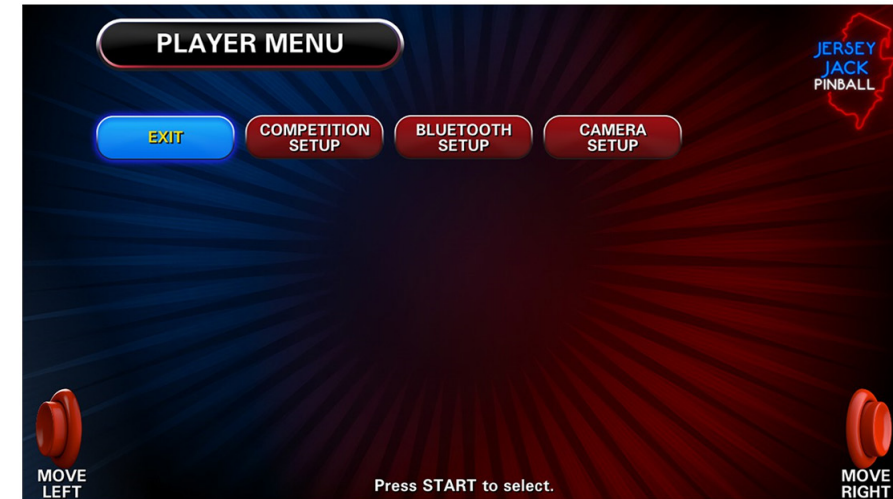 PLAYER MENU
JERSEY
JACK
PINBALL
EXIT
COMPETITION
SETUP
BLUETOOTH
SETUP
CAMERA
SETUP
MOVE
LEFT
Press START to select.
MOVE
RIGHT